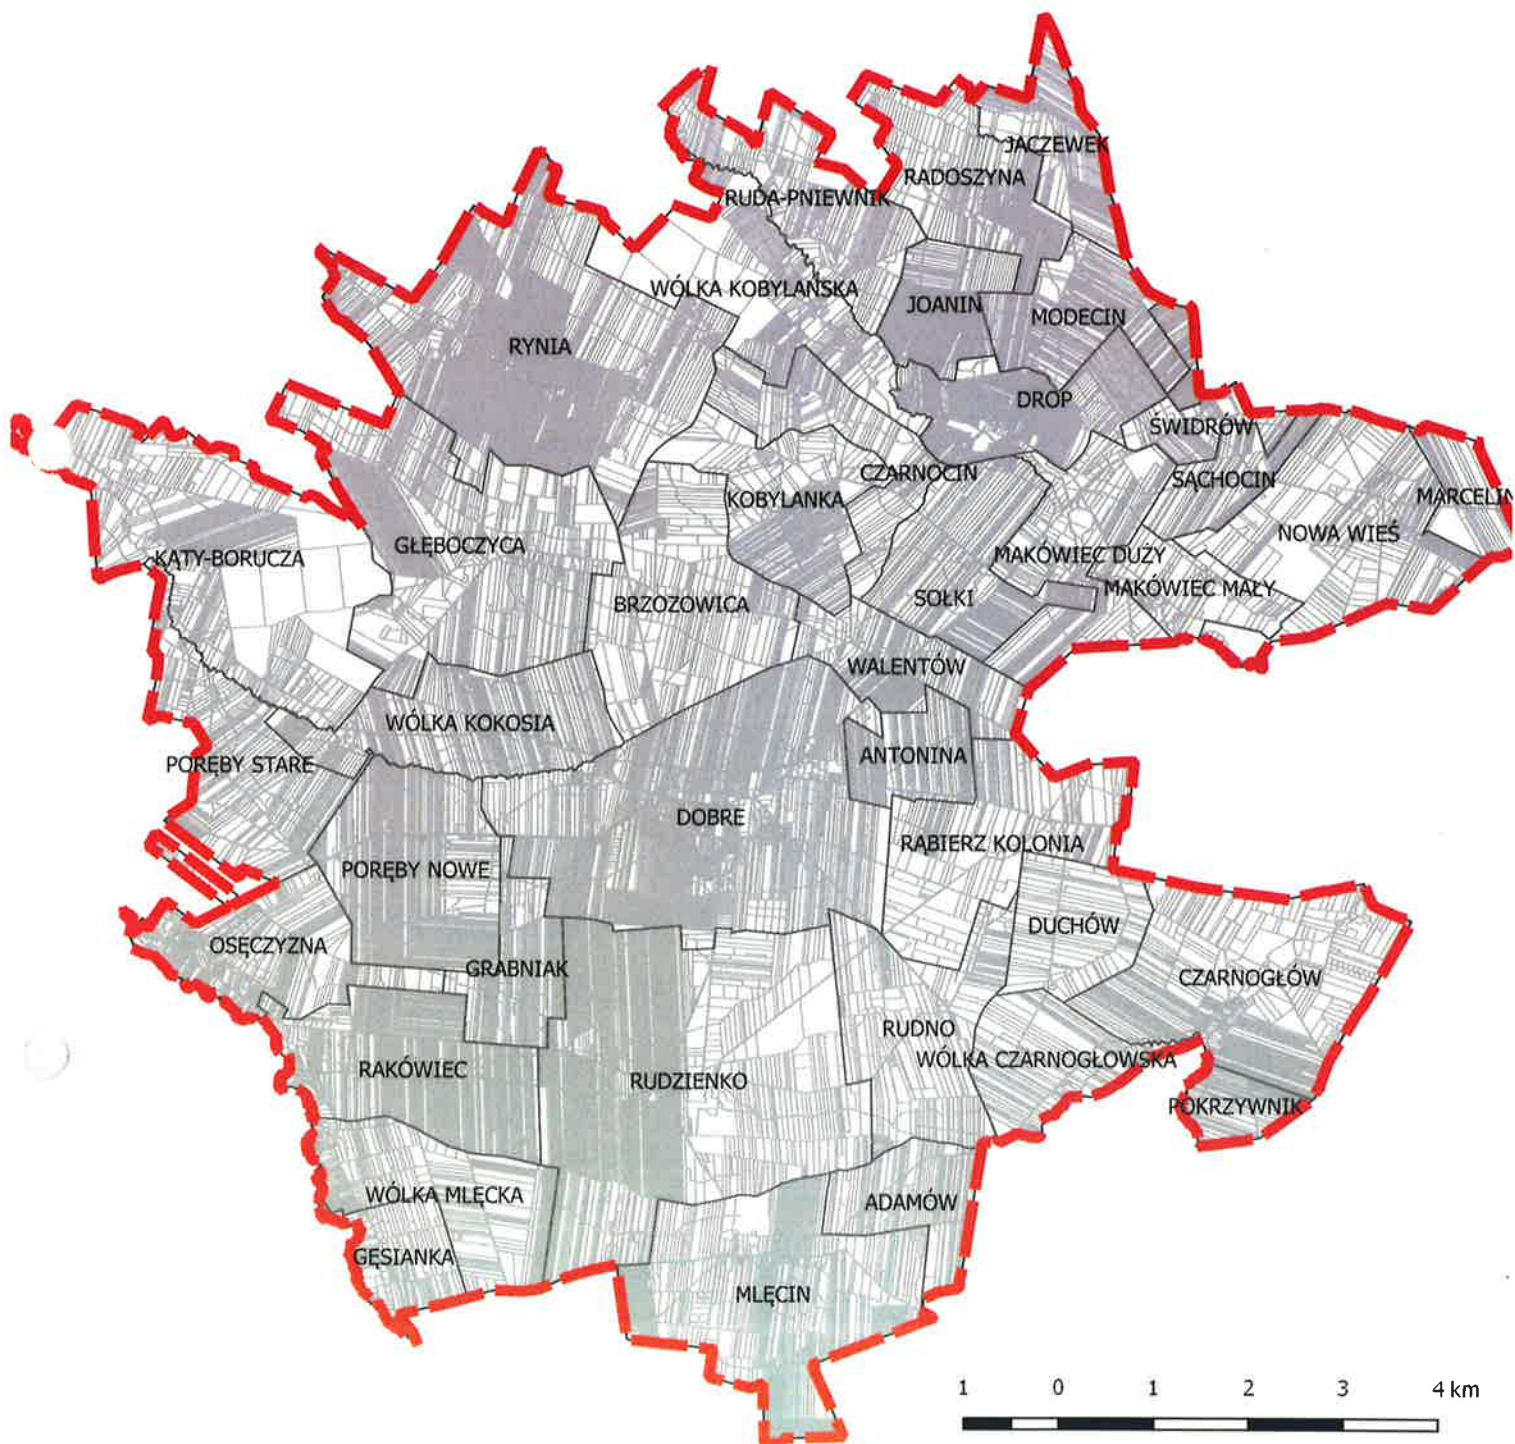 JACZEWEK
RADOSZYNA
RUDA-PNIEWNIK
WÓLKA KOBYLAŃSKA
JOANIN
MODECIN
RYNIA
DROP
ŚWIDRÓW
CZARNOCIN
SĄCHOCIN
MARCELIN
KOBYLANKA
NOWA WIEŚ
GŁĘBOCZYCA
KĄTY-BORUCZA
MAKÓWIEC DUŻY
MAKÓWIEC MAŁY
SOŁKI
BRZOZOWICA
WALENTÓW
WÓLKA KOKOSIA
ANTONINA
PORĘBY STARE
DOBRE
RĄBIERZ KOLONIA
PORĘBY NOWE
DUCHÓW
OSĘCZYZNA
GRABNIAK
CZARNOGŁÓW
RUDNO
WÓLKA CZARNOGŁOWSKA
RAKÓWIEC
RUDZIENKO
POKRZYWNIK
WÓLKA MLĘCKA
ADAMÓW
GĘSIANKA
MLĘCIN
1 0 1 2 3 4 km